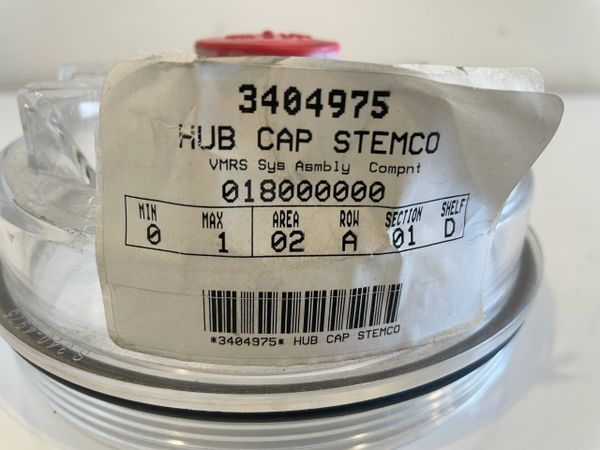 3404975
HUB CAP STEMCO
VMRS Sys Asmbly Compnt
018000000
MIN MAX AREA ROW SECTION SHELF
0 1 02 A 01 D
*3404975* HUB CAP STEMCO